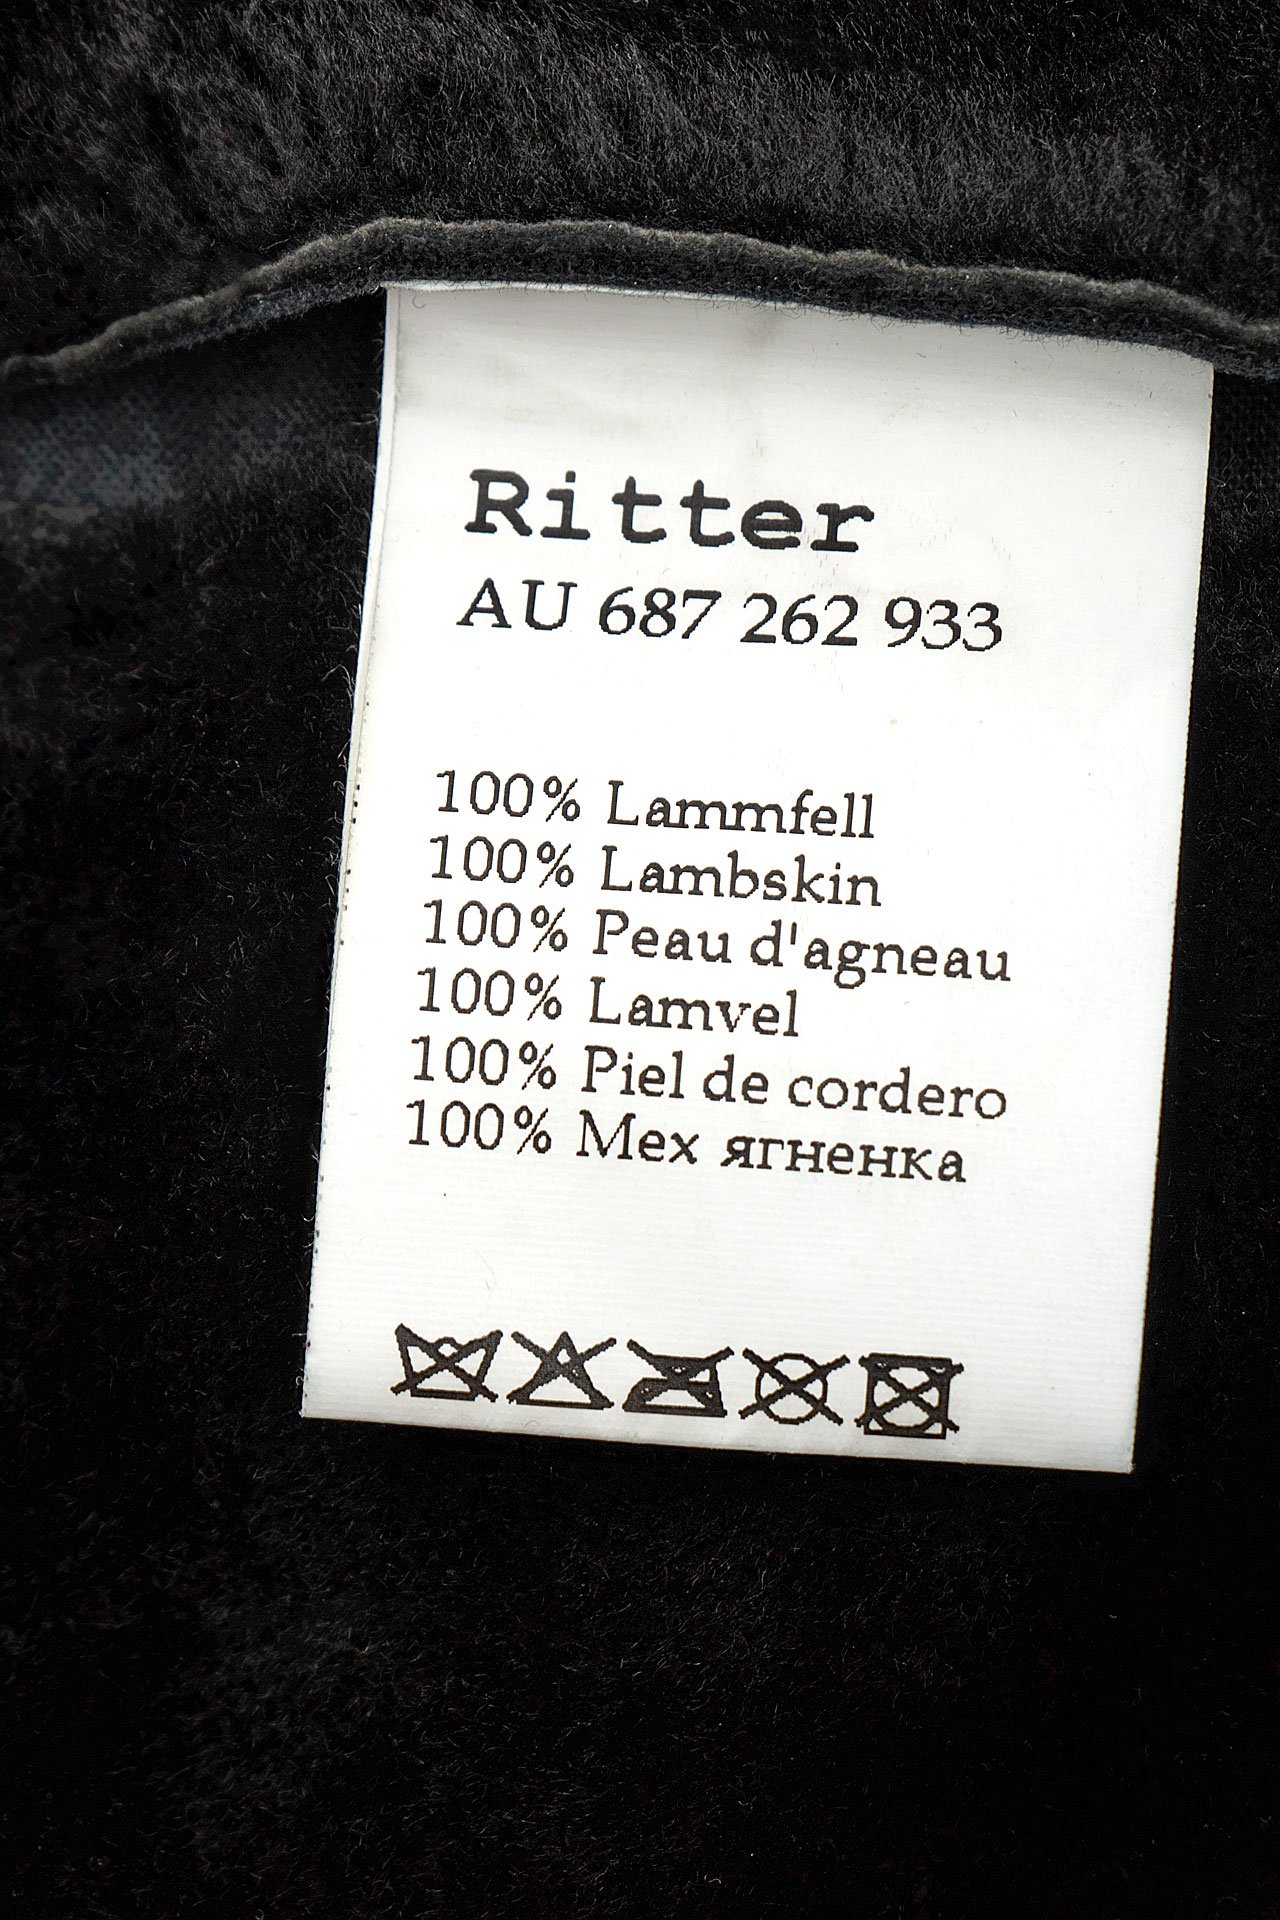 Ritter
AU 687 262 933
100% Lammfell
100% Lambskin
100% Peau d'agneau
100% Lamvel
100% Piel de cordero
100% Мех ягненка